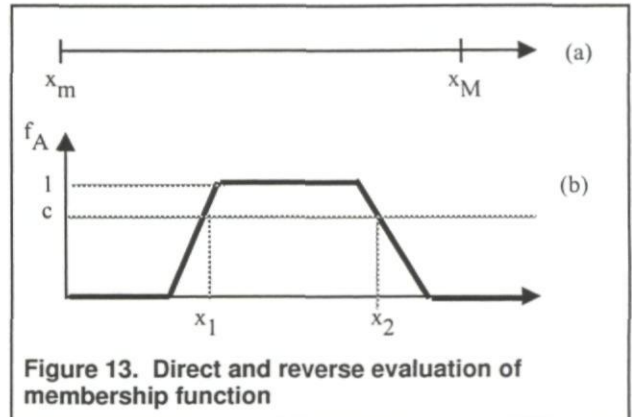 (a)
x_m x_M
f_A
1 (b)
c
x_1 x_2
Figure 13. Direct and reverse evaluation of
membership function